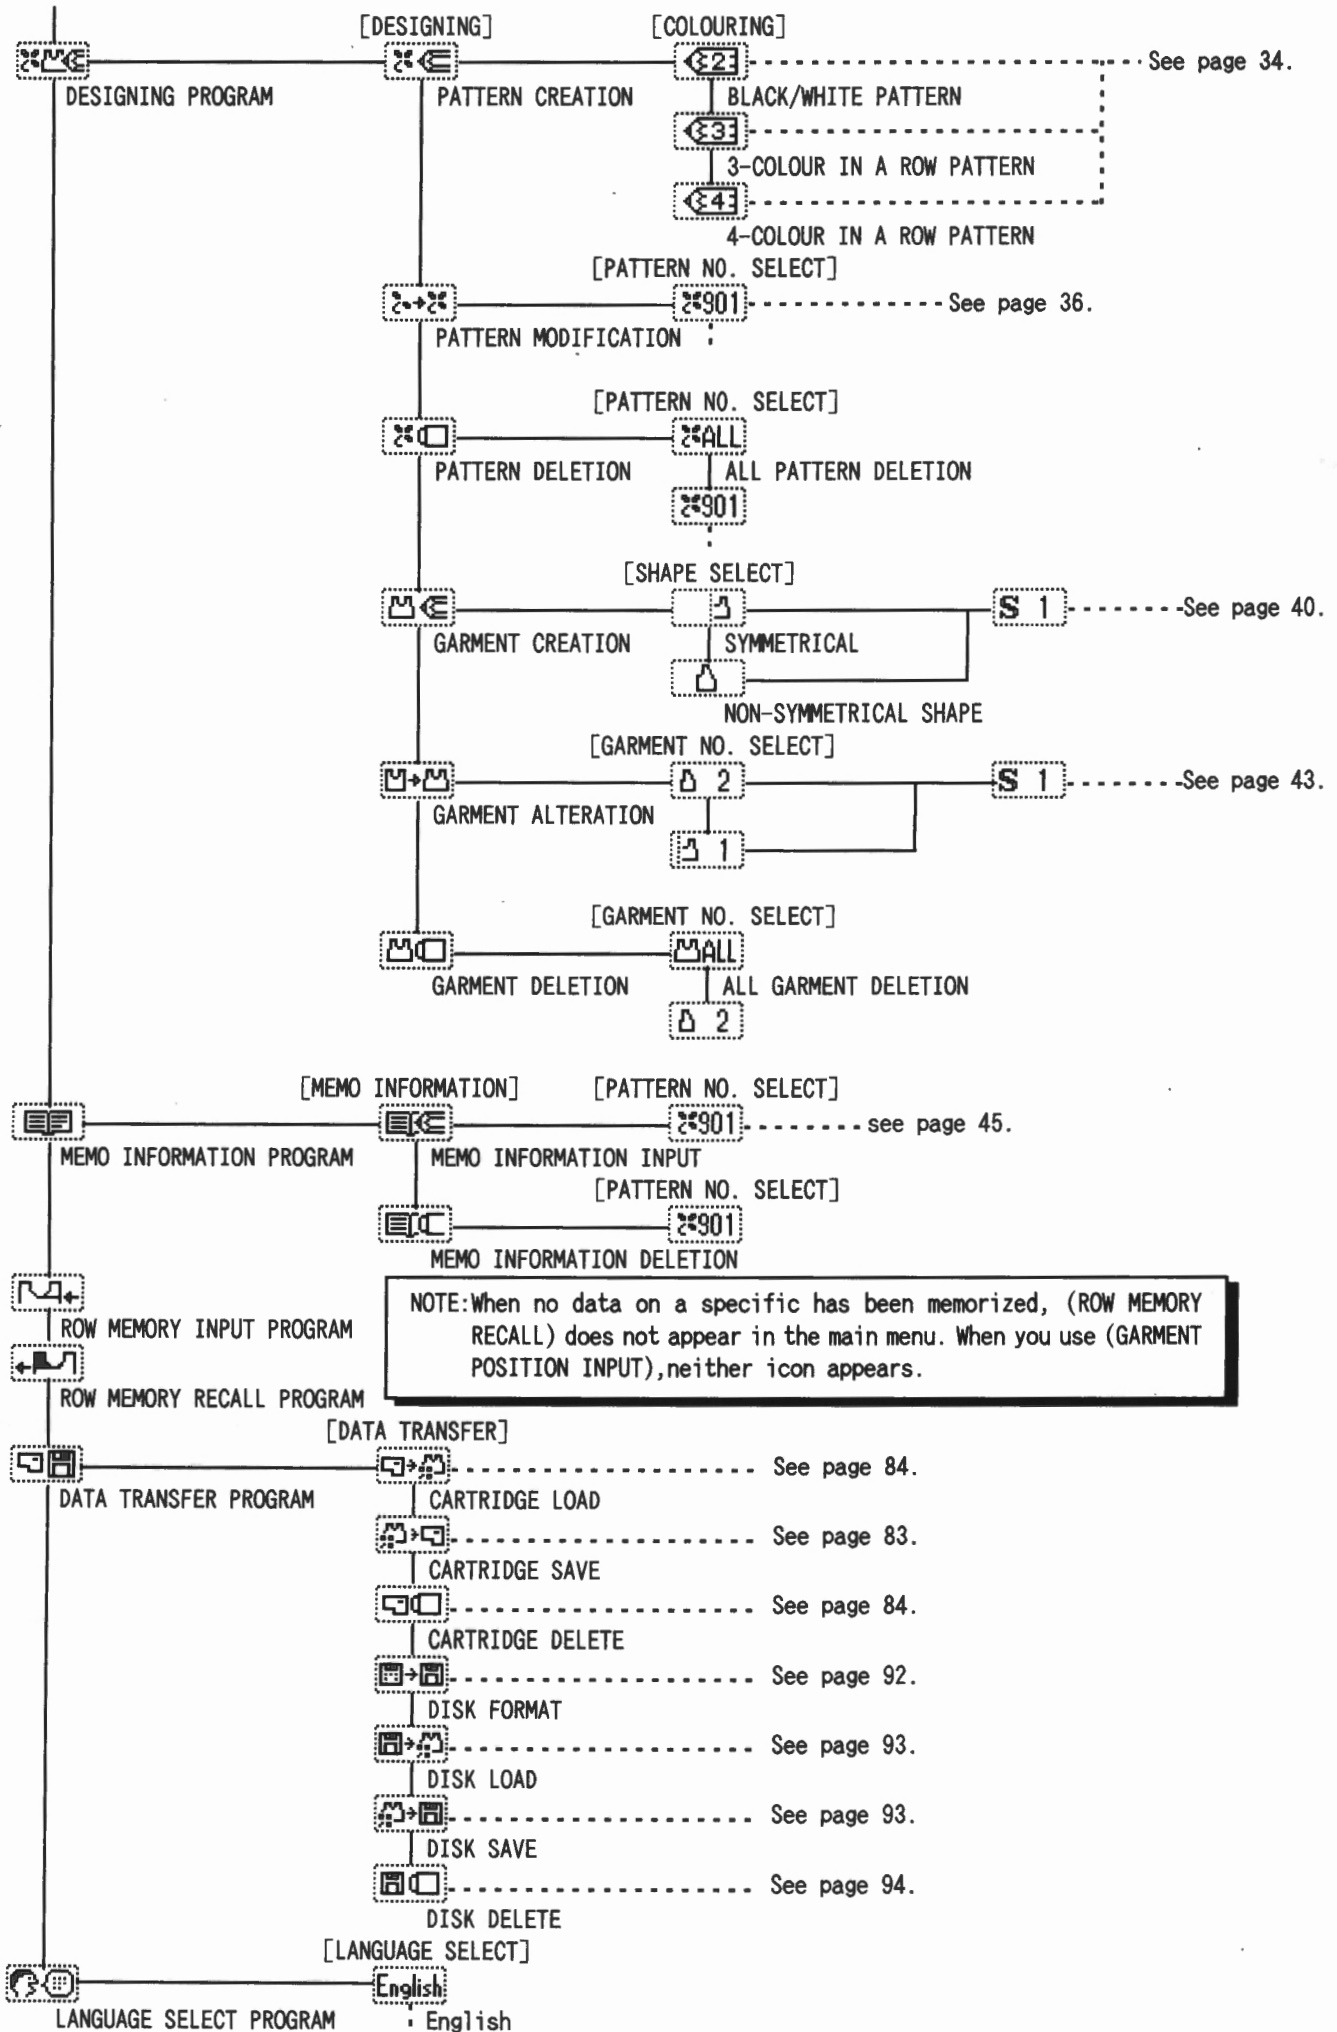 [DESIGNING] [COLOURING]
2 See page 34.
DESIGNING PROGRAM PATTERN CREATION BLACK/WHITE PATTERN
3
3-COLOUR IN A ROW PATTERN
4
4-COLOUR IN A ROW PATTERN
[PATTERN NO. SELECT]
901 See page 36.
PATTERN MODIFICATION
[PATTERN NO. SELECT]
ALL
PATTERN DELETION ALL PATTERN DELETION
901
[SHAPE SELECT]
S 1 See page 40.
GARMENT CREATION SYMMETRICAL
NON-SYMMETRICAL SHAPE
[GARMENT NO. SELECT]
2 S 1 See page 43.
GARMENT ALTERATION
1
[GARMENT NO. SELECT]
ALL
GARMENT DELETION ALL GARMENT DELETION
2
[MEMO INFORMATION] [PATTERN NO. SELECT]
901 see page 45.
MEMO INFORMATION PROGRAM MEMO INFORMATION INPUT
[PATTERN NO. SELECT]
901
MEMO INFORMATION DELETION
ROW MEMORY INPUT PROGRAM
ROW MEMORY RECALL PROGRAM
NOTE:When no data on a specific has been memorized, (ROW MEMORY
RECALL) does not appear in the main menu. When you use (GARMENT
POSITION INPUT),neither icon appears.
[DATA TRANSFER]
See page 84.
DATA TRANSFER PROGRAM CARTRIDGE LOAD
See page 83.
CARTRIDGE SAVE
See page 84.
CARTRIDGE DELETE
See page 92.
DISK FORMAT
See page 93.
DISK LOAD
See page 93.
DISK SAVE
See page 94.
DISK DELETE
[LANGUAGE SELECT]
English
LANGUAGE SELECT PROGRAM English